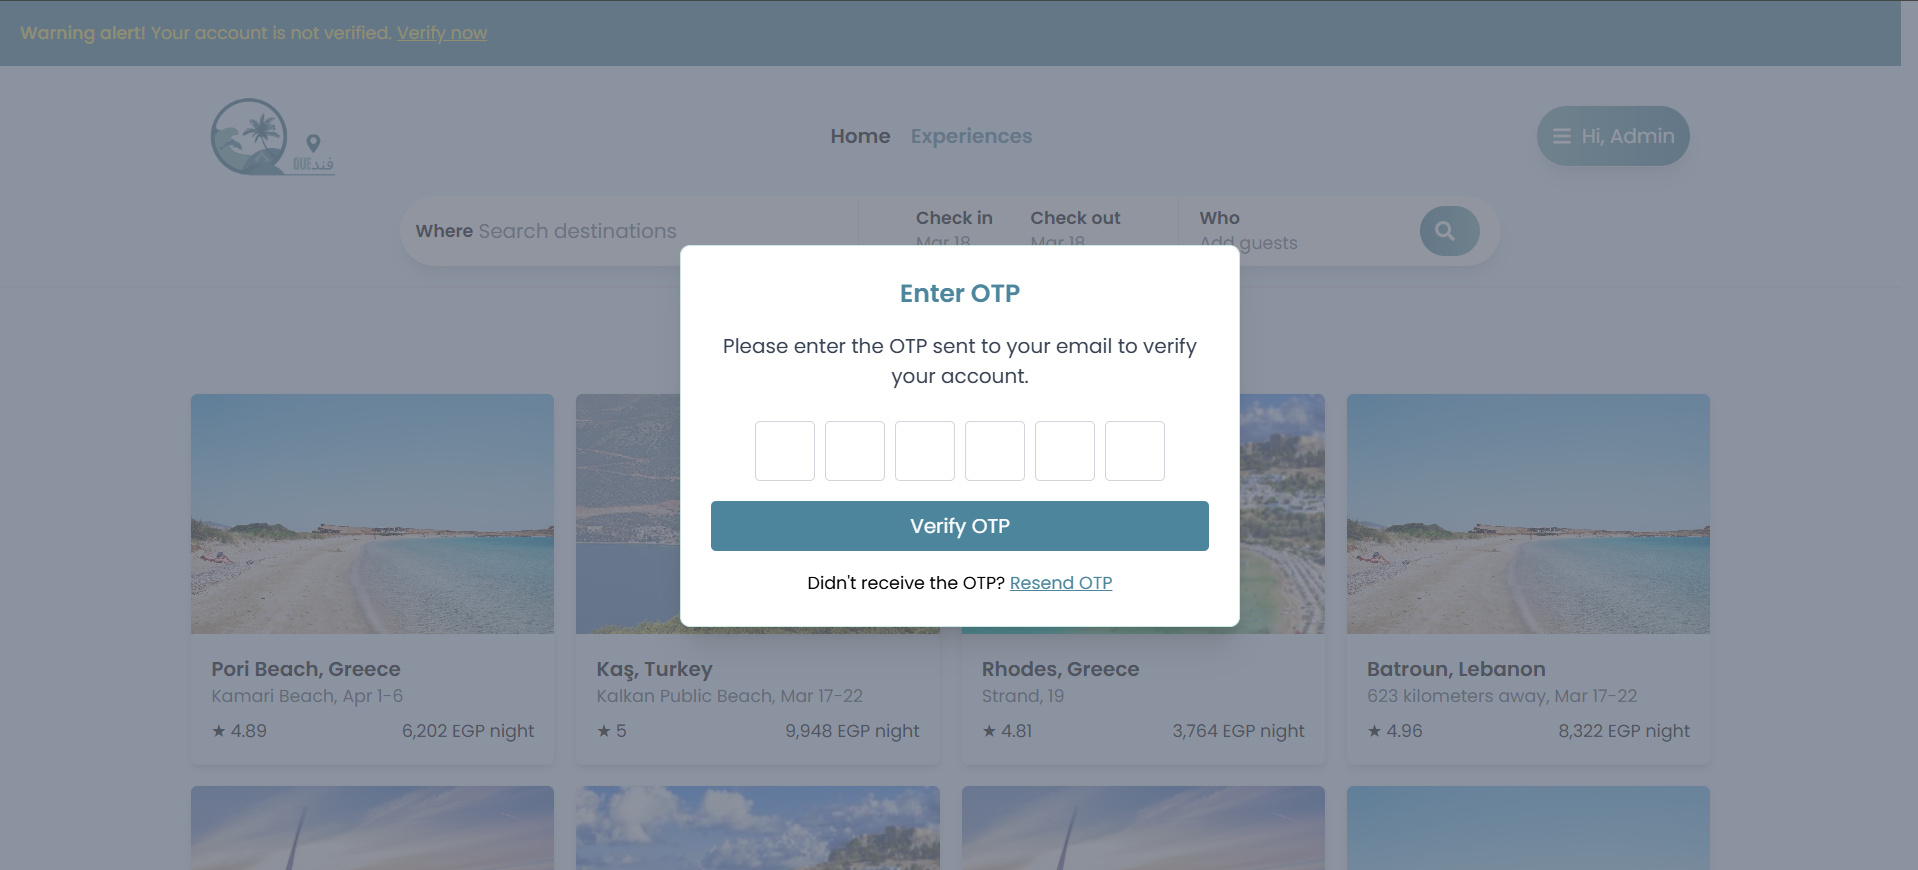 Warning alert! Your account is not verified. Verify now
OUEفند
Home Experiences
Hi, Admin
Where Search destinations
Check in
Mar 18
Check out
Mar 18
Who
Add guests
Enter OTP
Please enter the OTP sent to your email to verify
your account.
Verify OTP
Didn't receive the OTP? Resend OTP
Pori Beach, Greece
Kamari Beach, Apr 1-6
★ 4.89 6,202 EGP night
Kaş, Turkey
Kalkan Public Beach, Mar 17-22
★ 5 9,948 EGP night
Rhodes, Greece
Strand, 19
★ 4.81 3,764 EGP night
Batroun, Lebanon
623 kilometers away, Mar 17-22
★ 4.96 8,322 EGP night